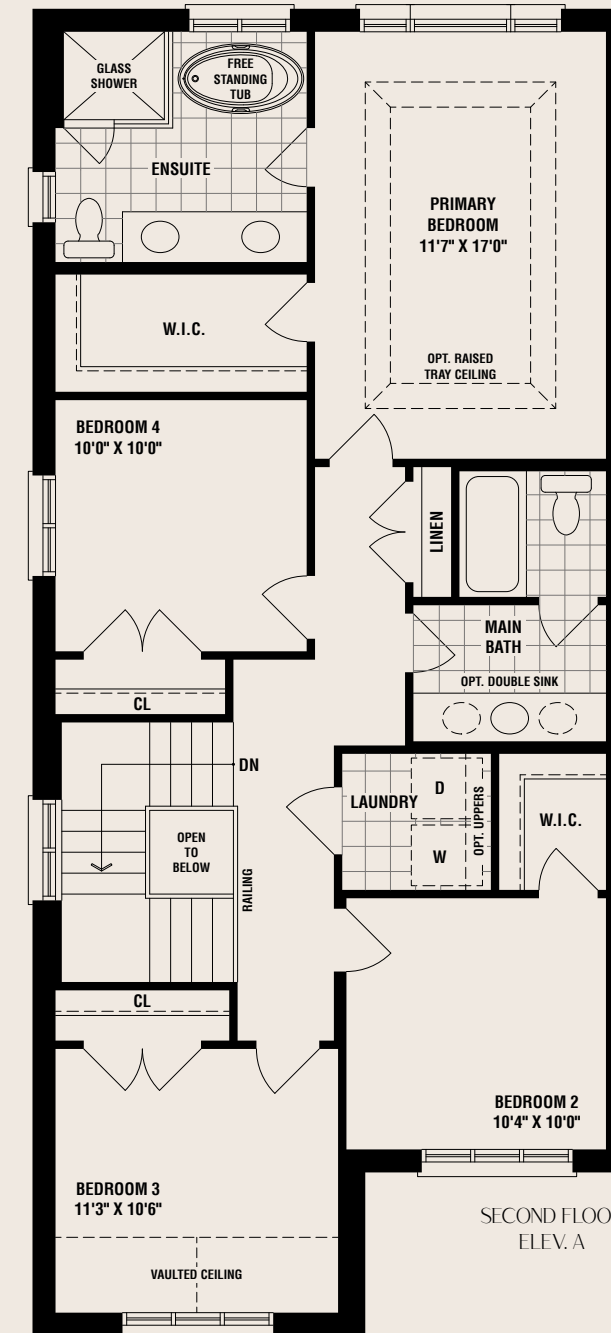 GLASS
SHOWER
FREE
STANDING
TUB
ENSUITE
PRIMARY
BEDROOM
11'7" X 17'0"
OPT. RAISED
TRAY CEILING
W.I.C.
BEDROOM 4
10'0" X 10'0"
LINEN
MAIN
BATH
OPT. DOUBLE SINK
CL
DN
OPEN
TO
BELOW
RAILING
LAUNDRY
D
W
OPT. UPPERS
W.I.C.
CL
BEDROOM 2
10'4" X 10'0"
BEDROOM 3
11'3" X 10'6"
VAULTED CEILING
SECOND FLOO
ELEV. A